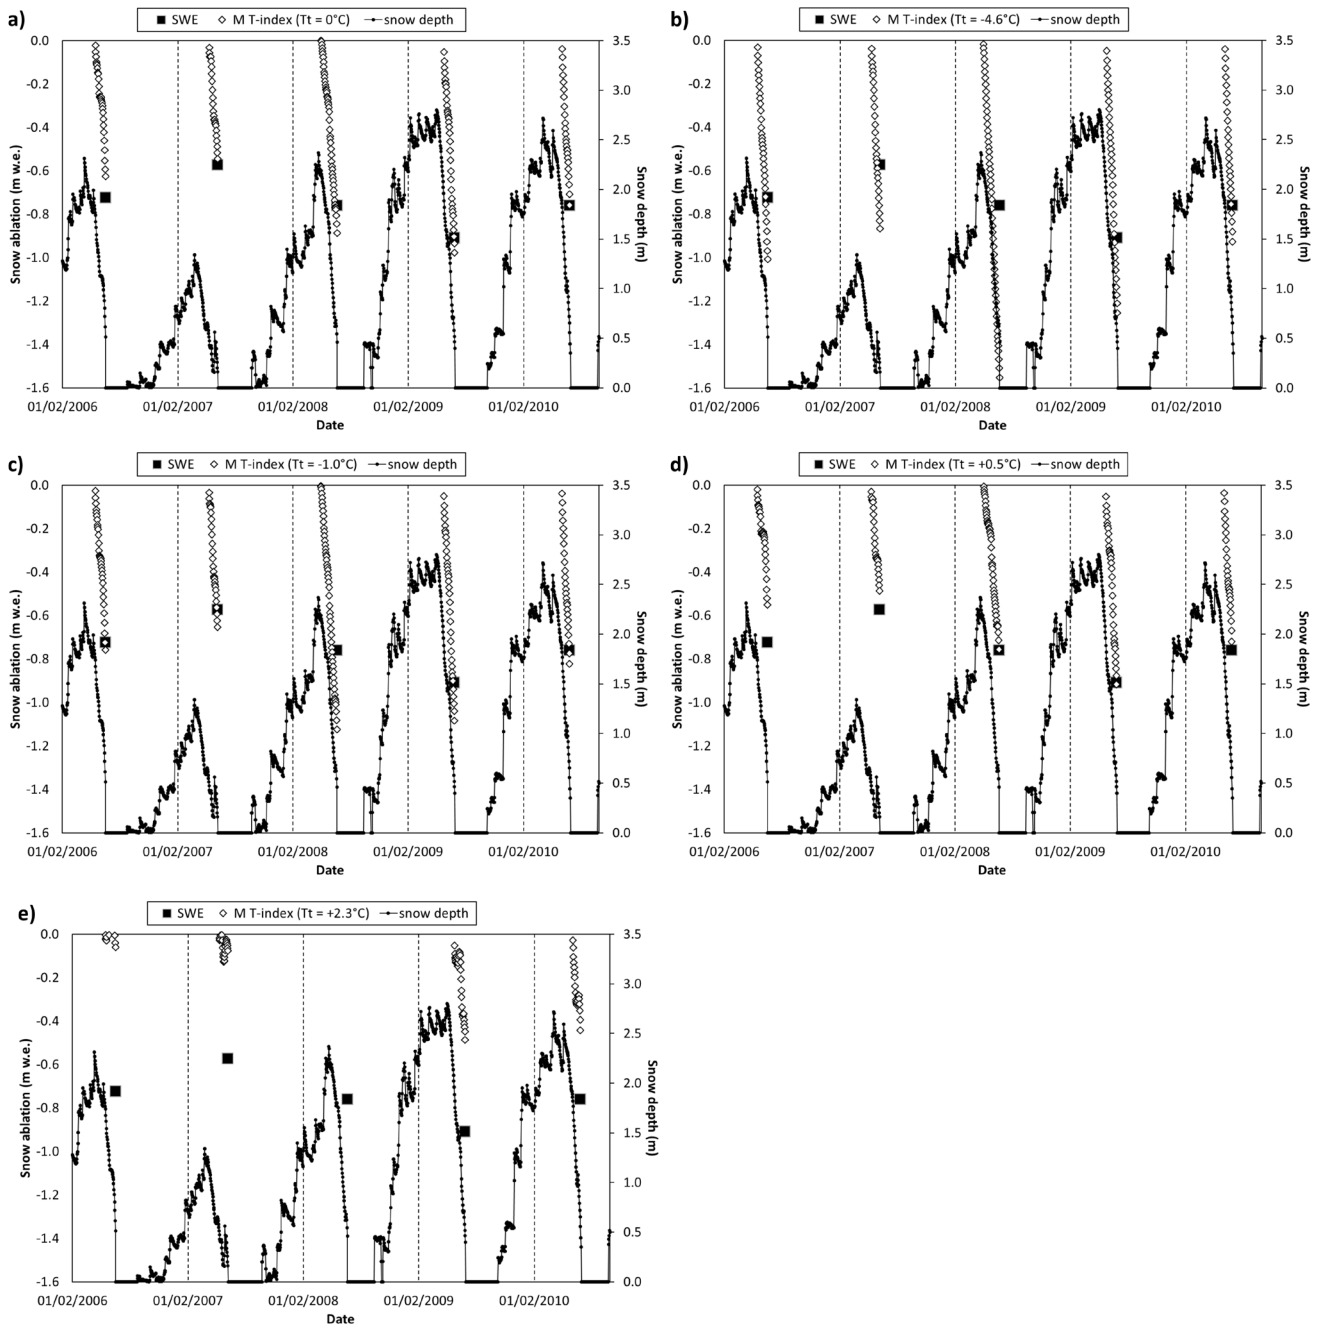 a)
SWE M T-index (Tt = 0°C) snow depth
0.0 3.5
-0.2 3.0
-0.4 2.5
-0.6 2.0
-0.8 1.5
-1.0 1.0
-1.2 0.5
-1.4 0.0
-1.6
Snow ablation (m w.e.)
Snow depth (m)
01/02/2006 01/02/2007 01/02/2008 01/02/2009 01/02/2010
Date
b)
SWE M T-index (Tt = -4.6°C) snow depth
0.0 3.5
-0.2 3.0
-0.4 2.5
-0.6 2.0
-0.8 1.5
-1.0 1.0
-1.2 0.5
-1.4 0.0
-1.6
Snow ablation (m w.e.)
Snow depth (m)
01/02/2006 01/02/2007 01/02/2008 01/02/2009 01/02/2010
Date
c)
SWE M T-index (Tt = -1.0°C) snow depth
0.0 3.5
-0.2 3.0
-0.4 2.5
-0.6 2.0
-0.8 1.5
-1.0 1.0
-1.2 0.5
-1.4 0.0
-1.6
Snow ablation (m w.e.)
Snow depth (m)
01/02/2006 01/02/2007 01/02/2008 01/02/2009 01/02/2010
Date
d)
SWE M T-index (Tt = +0.5°C) snow depth
0.0 3.5
-0.2 3.0
-0.4 2.5
-0.6 2.0
-0.8 1.5
-1.0 1.0
-1.2 0.5
-1.4 0.0
-1.6
Snow ablation (m w.e.)
Snow depth (m)
01/02/2006 01/02/2007 01/02/2008 01/02/2009 01/02/2010
Date
e)
SWE M T-index (Tt = +2.3°C) snow depth
0.0 3.5
-0.2 3.0
-0.4 2.5
-0.6 2.0
-0.8 1.5
-1.0 1.0
-1.2 0.5
-1.4 0.0
-1.6
Snow ablation (m w.e.)
Snow depth (m)
01/02/2006 01/02/2007 01/02/2008 01/02/2009 01/02/2010
Date